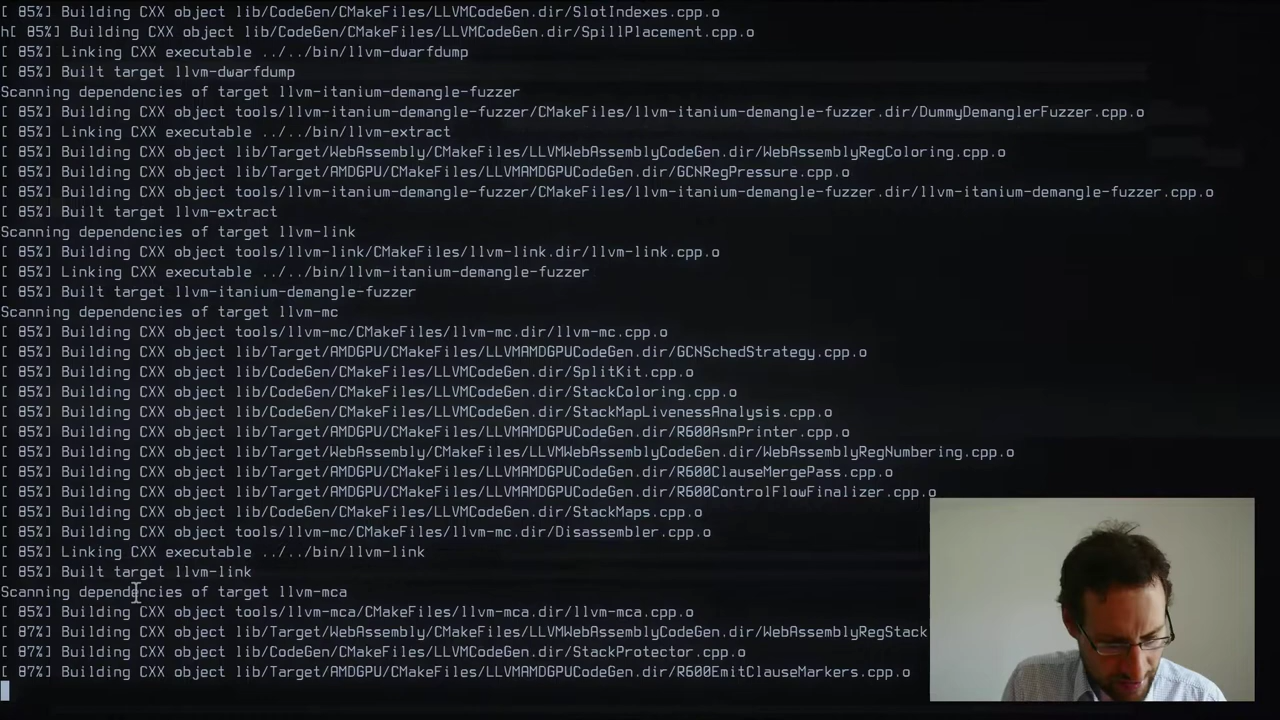 [ 85%] Building CXX object lib/CodeGen/CMakeFiles/LLVMCodeGen.dir/SlotIndexes.cpp.o
h[ 85%] Building CXX object lib/CodeGen/CMakeFiles/LLVMCodeGen.dir/SpillPlacement.cpp.o
[ 85%] Linking CXX executable ../../bin/llvm-dwarfdump
[ 85%] Built target llvm-dwarfdump
Scanning dependencies of target llvm-itanium-demangle-fuzzer
[ 85%] Building CXX object tools/llvm-itanium-demangle-fuzzer/CMakeFiles/llvm-itanium-demangle-fuzzer.dir/DummyDemanglerFuzzer.cpp.o
[ 85%] Linking CXX executable ../../bin/llvm-extract
[ 85%] Building CXX object lib/Target/WebAssembly/CMakeFiles/LLVMWebAssemblyCodeGen.dir/WebAssemblyRegColoring.cpp.o
[ 85%] Building CXX object lib/Target/AMDGPU/CMakeFiles/LLVMAMDGPUCodeGen.dir/GCNRegPressure.cpp.o
[ 85%] Building CXX object tools/llvm-itanium-demangle-fuzzer/CMakeFiles/llvm-itanium-demangle-fuzzer.dir/llvm-itanium-demangle-fuzzer.cpp.o
[ 85%] Built target llvm-extract
Scanning dependencies of target llvm-link
[ 85%] Building CXX object tools/llvm-link/CMakeFiles/llvm-link.dir/llvm-link.cpp.o
[ 85%] Linking CXX executable ../../bin/llvm-itanium-demangle-fuzzer
[ 85%] Built target llvm-itanium-demangle-fuzzer
Scanning dependencies of target llvm-mc
[ 85%] Building CXX object tools/llvm-mc/CMakeFiles/llvm-mc.dir/llvm-mc.cpp.o
[ 85%] Building CXX object lib/Target/AMDGPU/CMakeFiles/LLVMAMDGPUCodeGen.dir/GCNSchedStrategy.cpp.o
[ 85%] Building CXX object lib/CodeGen/CMakeFiles/LLVMCodeGen.dir/SplitKit.cpp.o
[ 85%] Building CXX object lib/CodeGen/CMakeFiles/LLVMCodeGen.dir/StackColoring.cpp.o
[ 85%] Building CXX object lib/CodeGen/CMakeFiles/LLVMCodeGen.dir/StackMapLivenessAnalysis.cpp.o
[ 85%] Building CXX object lib/Target/AMDGPU/CMakeFiles/LLVMAMDGPUCodeGen.dir/R600AsmPrinter.cpp.o
[ 85%] Building CXX object lib/Target/WebAssembly/CMakeFiles/LLVMWebAssemblyCodeGen.dir/WebAssemblyRegNumbering.cpp.o
[ 85%] Building CXX object lib/Target/AMDGPU/CMakeFiles/LLVMAMDGPUCodeGen.dir/R600ClauseMergePass.cpp.o
[ 85%] Building CXX object lib/Target/AMDGPU/CMakeFiles/LLVMAMDGPUCodeGen.dir/R600ControlFlowFinalizer.cpp.o
[ 85%] Building CXX object lib/CodeGen/CMakeFiles/LLVMCodeGen.dir/StackMaps.cpp.o
[ 85%] Building CXX object tools/llvm-mc/CMakeFiles/llvm-mc.dir/Disassembler.cpp.o
[ 85%] Linking CXX executable ../../bin/llvm-link
[ 85%] Built target llvm-link
Scanning dependencies of target llvm-mca
[ 85%] Building CXX object tools/llvm-mca/CMakeFiles/llvm-mca.dir/llvm-mca.cpp.o
[ 87%] Building CXX object lib/Target/WebAssembly/CMakeFiles/LLVMWebAssemblyCodeGen.dir/WebAssemblyRegStack
[ 87%] Building CXX object lib/CodeGen/CMakeFiles/LLVMCodeGen.dir/StackProtector.cpp.o
[ 87%] Building CXX object lib/Target/AMDGPU/CMakeFiles/LLVMAMDGPUCodeGen.dir/R600EmitClauseMarkers.cpp.o